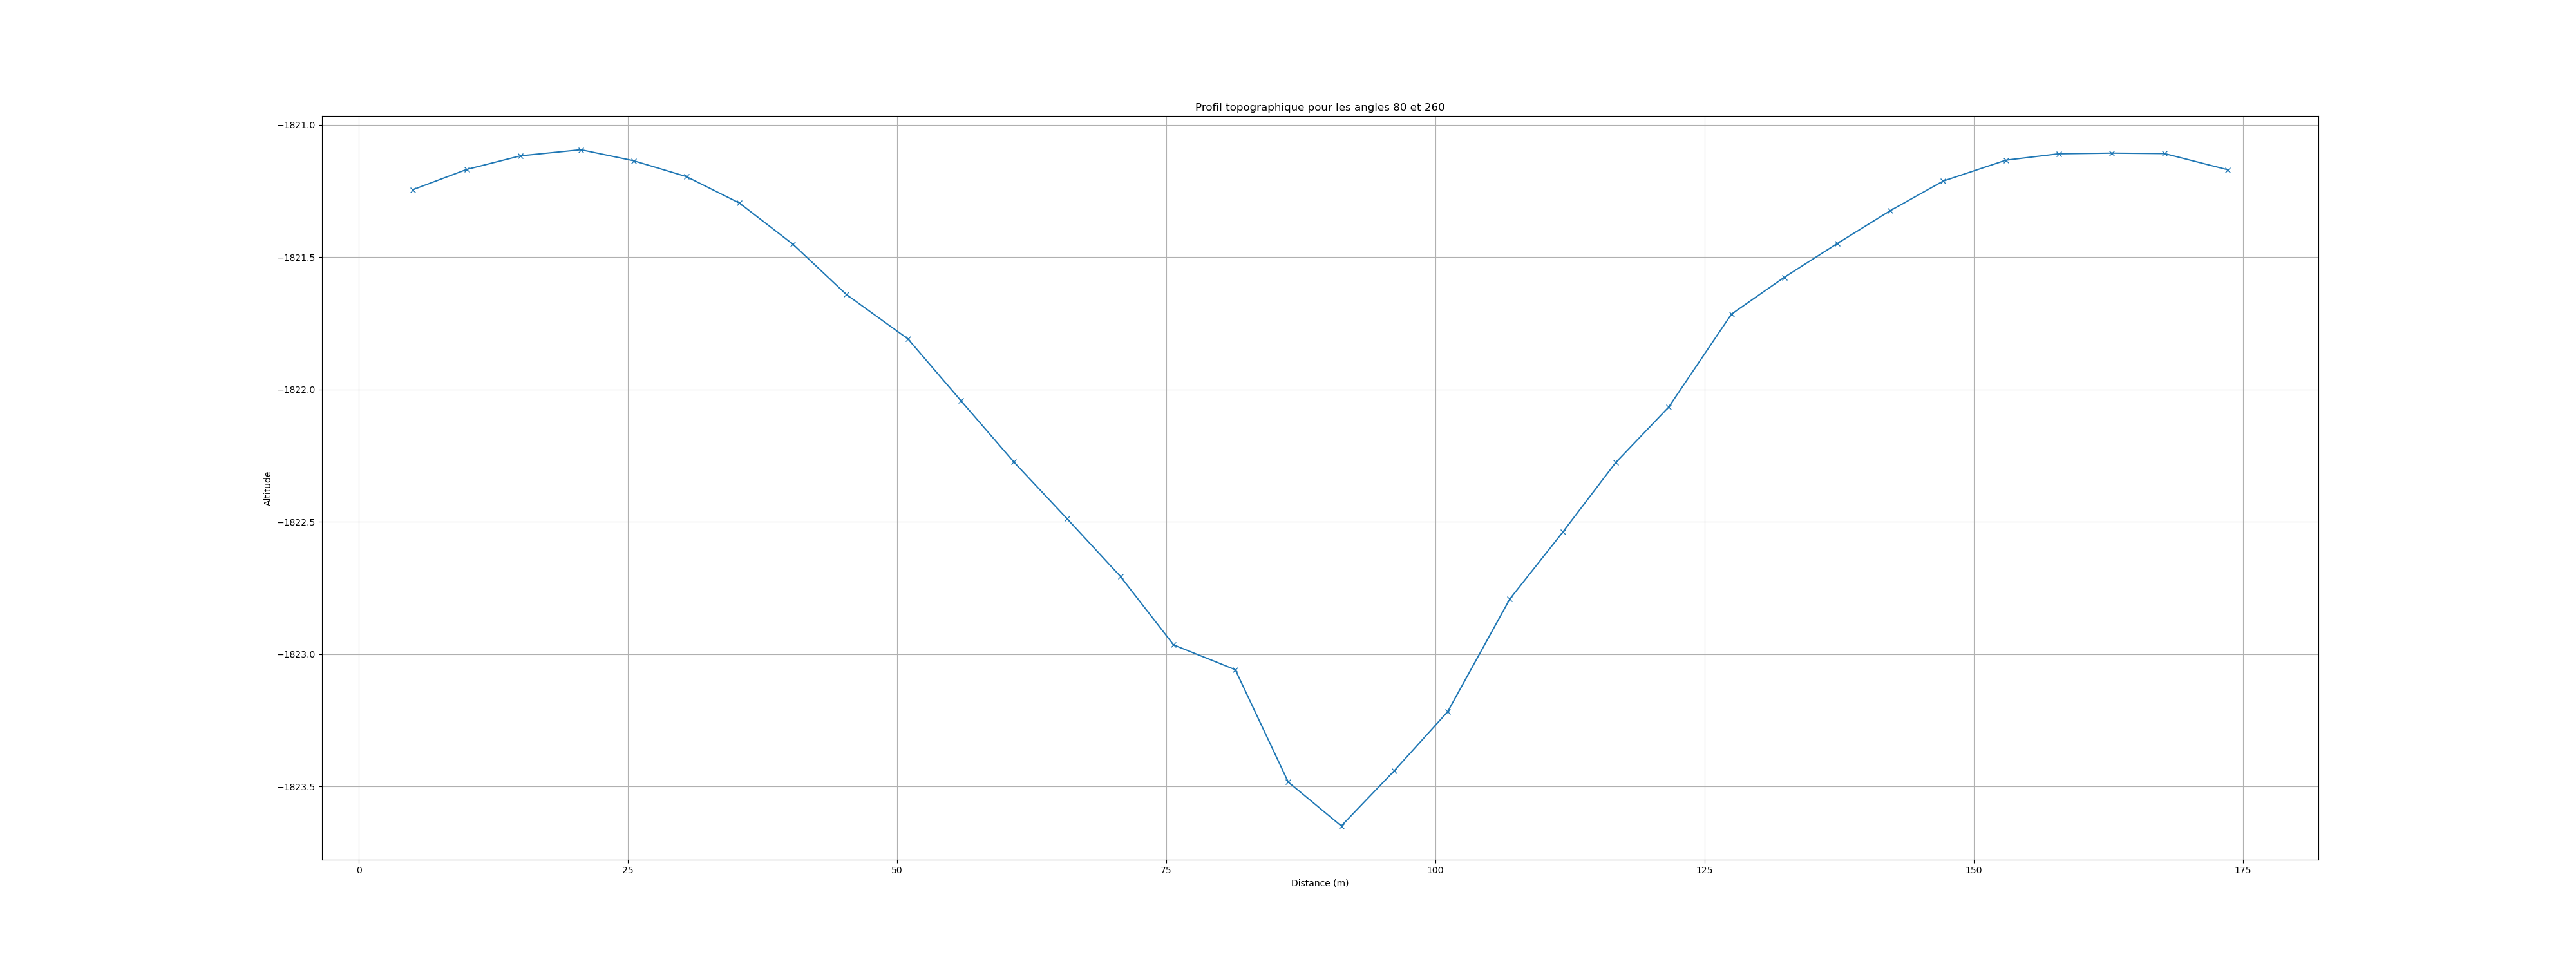 Profil topographique pour les angles 80 et 260
−1821.0
−1821.5
−1822.0
−1822.5
−1823.0
−1823.5
Altitude
0 25 50 75 100 125 150 175
Distance (m)